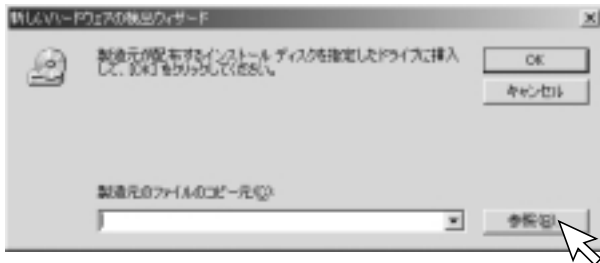 新しいハードウェアの検出ウィザード
製造元が配布するインストール ディスクを指定したドライブに挿入
して、[OK] をクリックしてください。
OK
キャンセル
製造元のファイルのコピー元(C):
参照(B)...